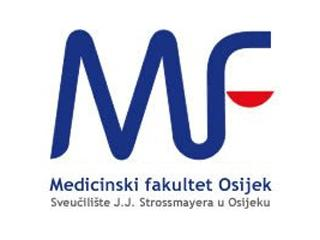 MF
Medicinski fakultet Osijek
Sveučilište J.J. Strossmayera u Osijeku